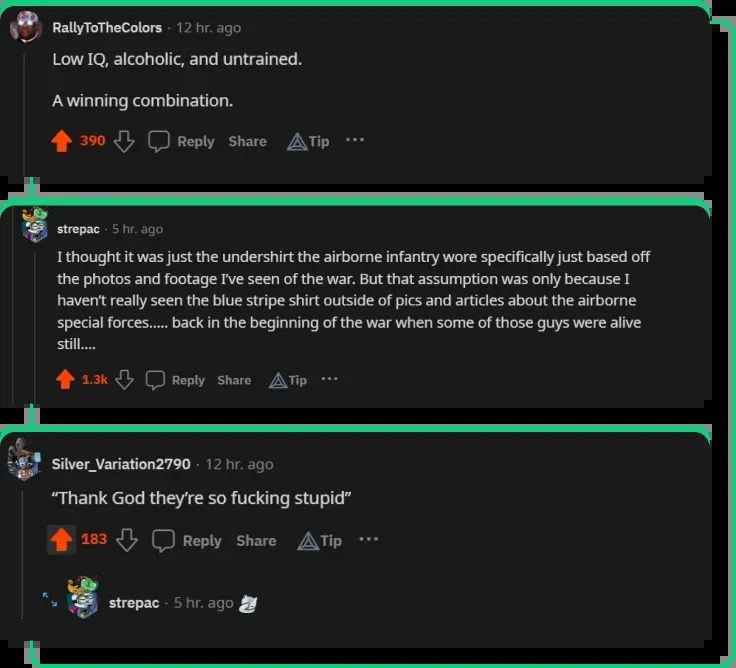 RallyToTheColors · 12 hr. ago
Low IQ, alcoholic, and untrained.
A winning combination.
390 Reply Share Tip ···
strepac · 5 hr. ago
I thought it was just the undershirt the airborne infantry wore specifically just based off
the photos and footage I've seen of the war. But that assumption was only because I
haven't really seen the blue stripe shirt outside of pics and articles about the airborne
special forces..... back in the beginning of the war when some of those guys were alive
still....
1.3k Reply Share Tip ···
Silver_Variation2790 · 12 hr. ago
“Thank God they're so fucking stupid”
183 Reply Share Tip ···
strepac · 5 hr. ago